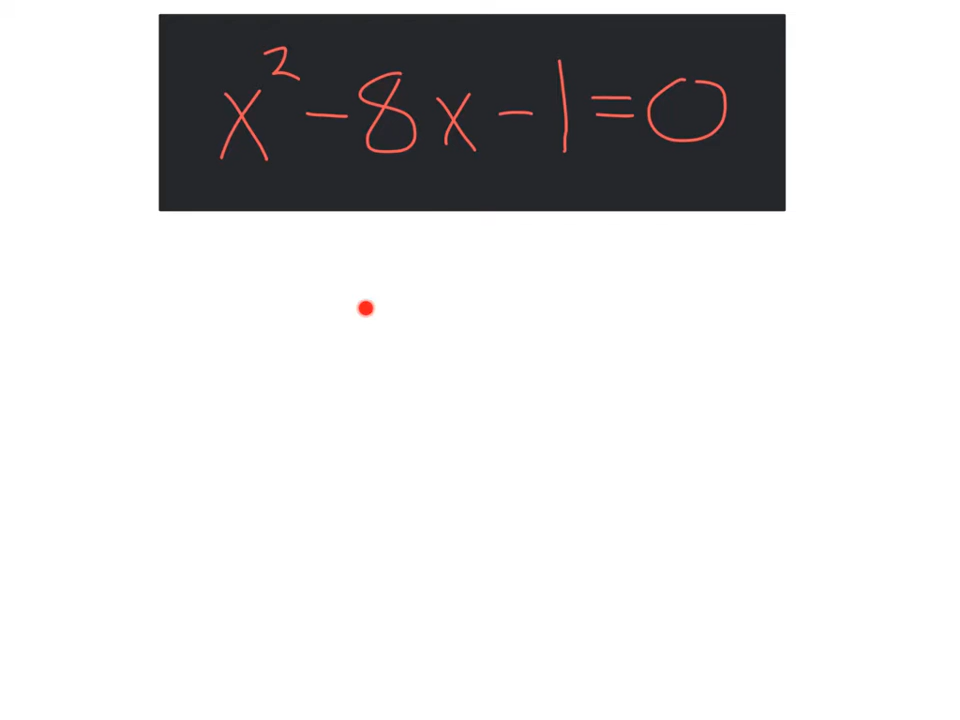 x² - 8x - 1 = 0